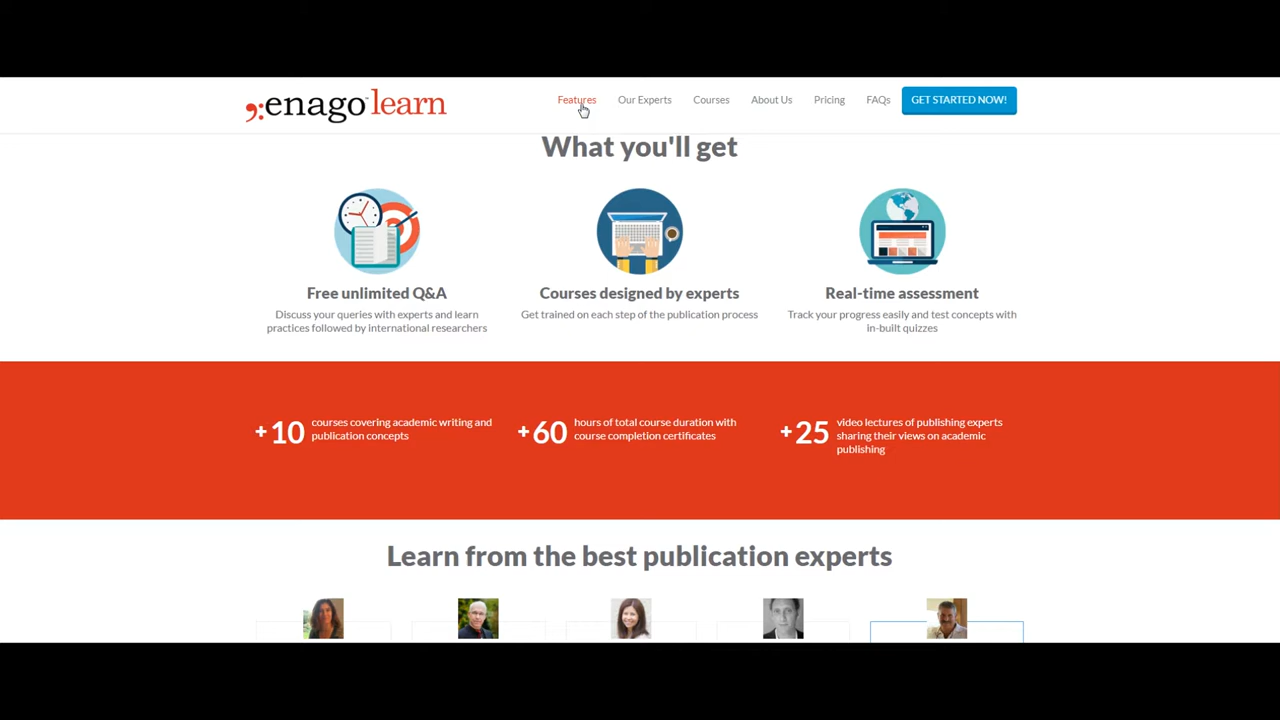 enago learn
Features Our Experts Courses About Us Pricing FAQs GET STARTED NOW!
What you'll get
Free unlimited Q&A
Discuss your queries with experts and learn
practices followed by international researchers
Courses designed by experts
Get trained on each step of the publication process
Real-time assessment
Track your progress easily and test concepts with
in-built quizzes
+10
courses covering academic writing and
publication concepts
+60
hours of total course duration with
course completion certificates
+25
video lectures of publishing experts
sharing their views on academic
publishing
Learn from the best publication experts